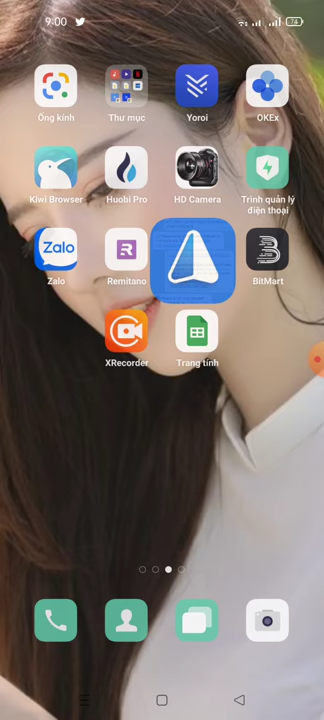 9:00
74
Ống kính
Thư mục
Yoroi
OKEx
Kiwi Browser
Huobi Pro
HD Camera
Trình quản lý
điện thoại
Zalo
Zalo
Remitano
BitMart
XRecorder
Trang tính